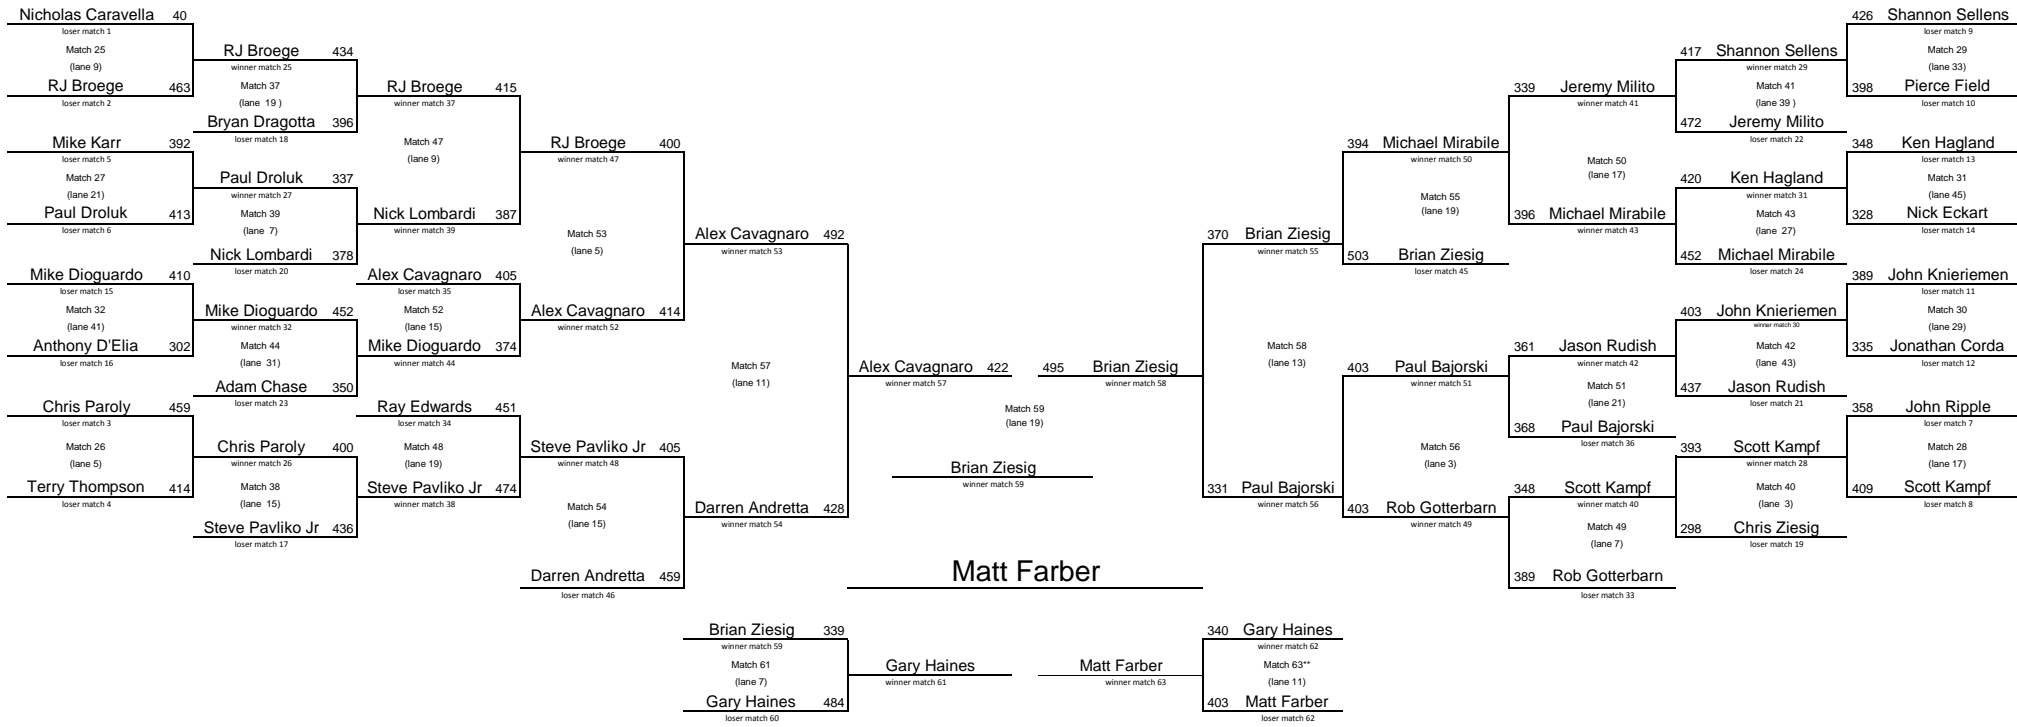 Nicholas Caravella 40
loser match 1
Match 25
(lane 9)
RJ Broege 463
loser match 2
Mike Karr 392
loser match 5
Match 27
(lane 21)
Paul Droluk 413
loser match 6
Mike Dioguardo 410
loser match 15
Match 32
(lane 41)
Anthony D'Elia 302
loser match 16
Chris Paroly 459
loser match 3
Match 26
(lane 5)
Terry Thompson 414
loser match 4
RJ Broege 434
winner match 25
Match 37
(lane 19 )
Bryan Dragotta 396
loser match 18
Paul Droluk 337
winner match 27
Match 39
(lane 7)
Nick Lombardi 378
loser match 20
Mike Dioguardo 452
winner match 32
Match 44
(lane 31)
Adam Chase 350
loser match 23
Chris Paroly 400
winner match 26
Match 38
(lane 15)
Steve Pavliko Jr 436
loser match 17
RJ Broege 415
winner match 37
Match 47
(lane 9)
Nick Lombardi 387
winner match 39
Alex Cavagnaro 405
loser match 35
Match 52
(lane 15)
Mike Dioguardo 374
winner match 44
Ray Edwards 451
loser match 34
Match 48
(lane 19)
Steve Pavliko Jr 474
winner match 38
RJ Broege 400
winner match 47
Match 53
(lane 5)
Alex Cavagnaro 414
winner match 52
Steve Pavliko Jr 405
winner match 48
Match 54
(lane 15)
Darren Andretta 459
loser match 46
Alex Cavagnaro 492
winner match 53
Match 57
(lane 11)
Darren Andretta 428
winner match 54
Alex Cavagnaro 422
winner match 57
Match 59
(lane 19)
495 Brian Ziesig
winner match 58
Brian Ziesig
winner match 59
Matt Farber
370 Brian Ziesig
winner match 55
Match 58
(lane 13)
331 Paul Bajorski
winner match 56
394 Michael Mirabile
winner match 50
Match 55
(lane 19)
503 Brian Ziesig
loser match 45
403 Paul Bajorski
winner match 51
Match 56
(lane 3)
403 Rob Gotterbarn
winner match 49
339 Jeremy Milito
winner match 41
Match 50
(lane 17)
396 Michael Mirabile
winner match 43
361 Jason Rudish
winner match 42
Match 51
(lane 21)
368 Paul Bajorski
loser match 36
348 Scott Kampf
winner match 40
Match 49
(lane 7)
389 Rob Gotterbarn
loser match 33
417 Shannon Sellens
winner match 29
Match 41
(lane 39 )
472 Jeremy Milito
loser match 22
420 Ken Hagland
winner match 31
Match 43
(lane 27)
452 Michael Mirabile
loser match 24
403 John Knieriemen
winner match 30
Match 42
(lane 43)
437 Jason Rudish
loser match 21
393 Scott Kampf
winner match 28
Match 40
(lane 3)
298 Chris Ziesig
loser match 19
426 Shannon Sellens
loser match 9
Match 29
(lane 33)
398 Pierce Field
loser match 10
348 Ken Hagland
loser match 13
Match 31
(lane 45)
328 Nick Eckart
loser match 14
389 John Knieriemen
loser match 11
Match 30
(lane 29)
335 Jonathan Corda
loser match 12
358 John Ripple
loser match 7
Match 28
(lane 17)
409 Scott Kampf
loser match 8
Brian Ziesig 339
winner match 59
Match 61
(lane 7)
Gary Haines 484
loser match 60
Gary Haines
winner match 61
Matt Farber
winner match 63
340 Gary Haines
winner match 62
Match 63**
(lane 11)
403 Matt Farber
loser match 62